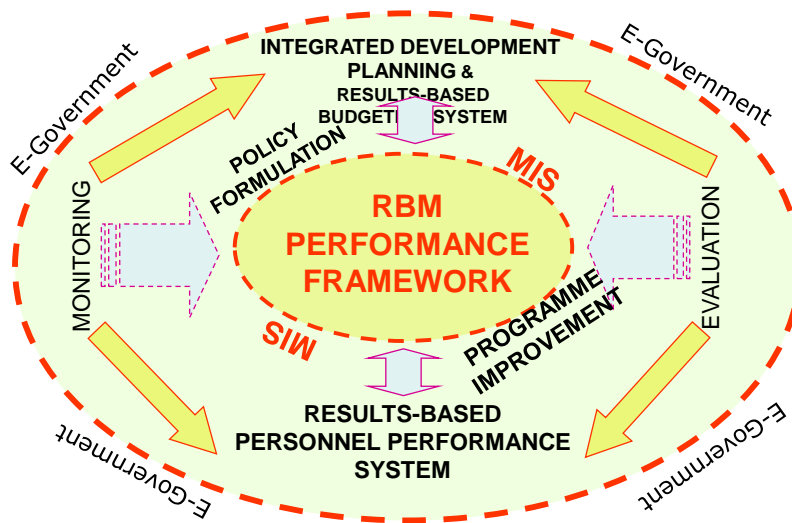 E-Government
E-Government
INTEGRATED DEVELOPMENT
PLANNING &
RESULTS-BASED
SYSTEM
POLICY
FORMULATION
MIS
MONITORING
RBM
PERFORMANCE
FRAMEWORK
EVALUATION
MIS
PROGRAMME
IMPROVEMENT
RESULTS-BASED
PERSONNEL PERFORMANCE
SYSTEM
E-Government
E-Government